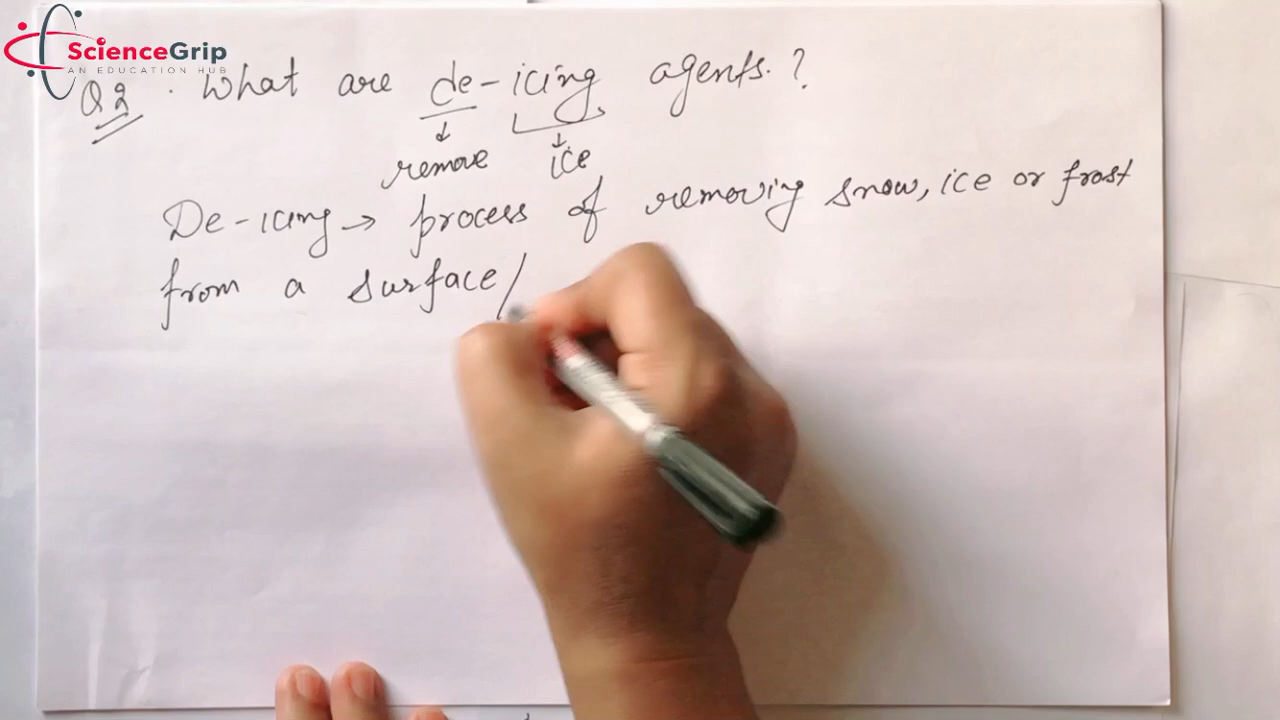 ScienceGrip
AN EDUCATION HUB
Q2. What are de-icing agents.?
remove ice
De-icing → process of removing snow, ice or frost
from a surface/